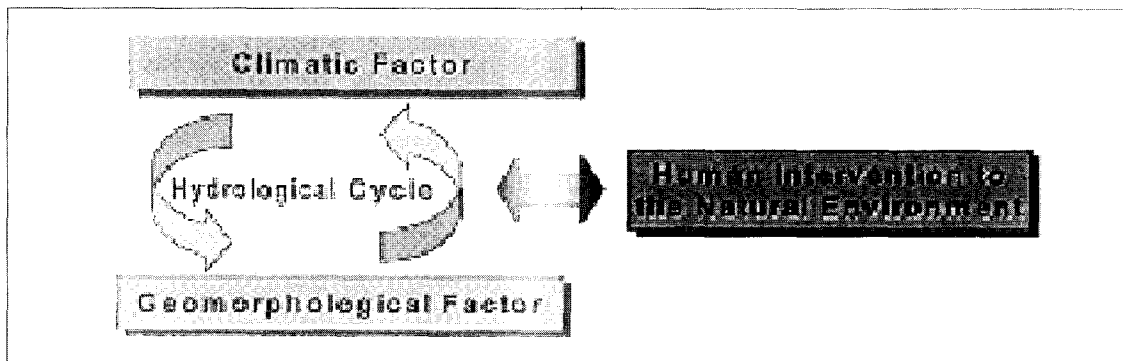 Climatic Factor
Hydrological Cycle
Human Intervention to
the Natural Environment
Geomorphological Factor